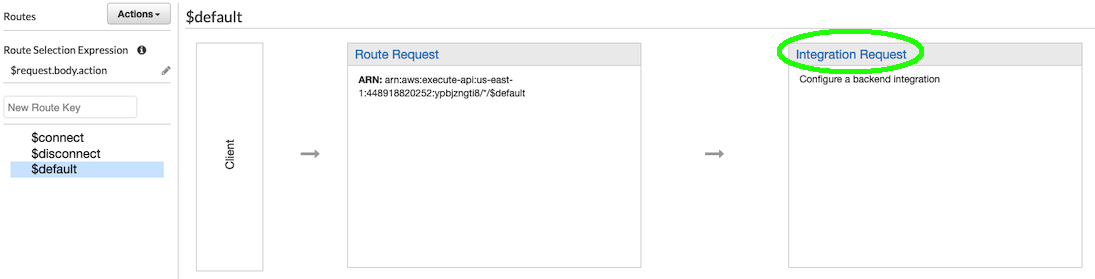 Routes
Actions
Route Selection Expression
$request.body.action
New Route Key
$connect
$disconnect
$default
$default
Client
Route Request
ARN: arn:aws:execute-api:us-east-
1:448918820252:ypbjzngti8/*/$default
Integration Request
Configure a backend integration